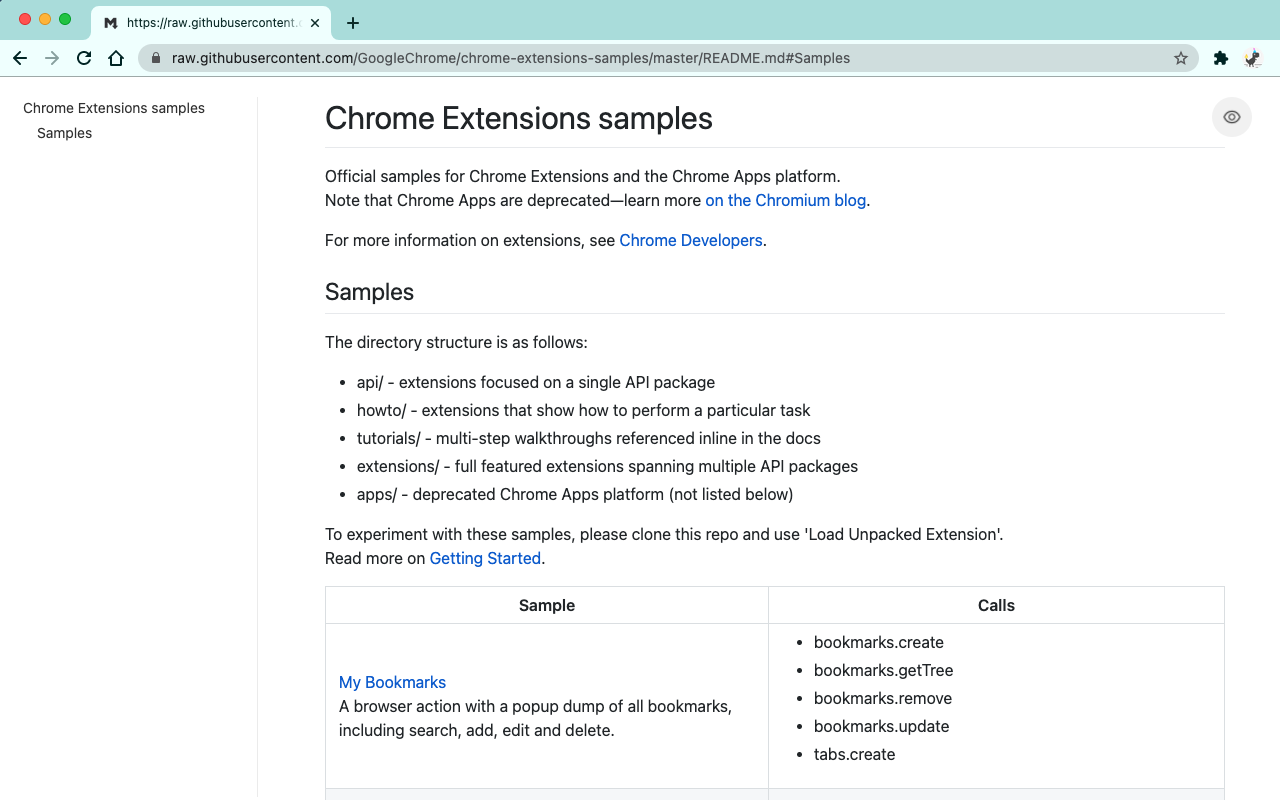 https://raw.githubusercontent.
raw.githubusercontent.com/GoogleChrome/chrome-extensions-samples/master/README.md#Samples
Chrome Extensions samples
Samples
Chrome Extensions samples
Official samples for Chrome Extensions and the Chrome Apps platform.
Note that Chrome Apps are deprecated—learn more on the Chromium blog.
For more information on extensions, see Chrome Developers.
Samples
The directory structure is as follows:
• api/ - extensions focused on a single API package
• howto/ - extensions that show how to perform a particular task
• tutorials/ - multi-step walkthroughs referenced inline in the docs
• extensions/ - full featured extensions spanning multiple API packages
• apps/ - deprecated Chrome Apps platform (not listed below)
To experiment with these samples, please clone this repo and use 'Load Unpacked Extension'.
Read more on Getting Started.
Sample
Calls
My Bookmarks
A browser action with a popup dump of all bookmarks,
including search, add, edit and delete.
• bookmarks.create
• bookmarks.getTree
• bookmarks.remove
• bookmarks.update
• tabs.create